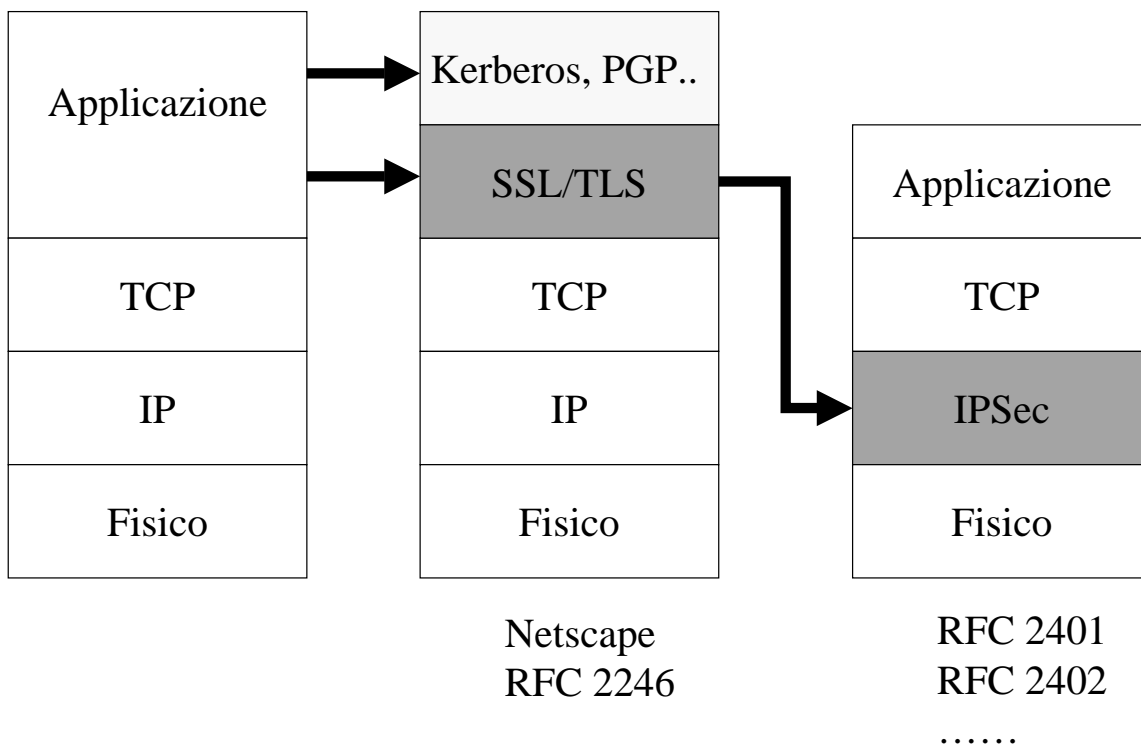 Applicazione
TCP
IP
Fisico
Kerberos, PGP..
SSL/TLS
TCP
IP
Fisico
Netscape
RFC 2246
Applicazione
TCP
IPSec
Fisico
RFC 2401
RFC 2402
……